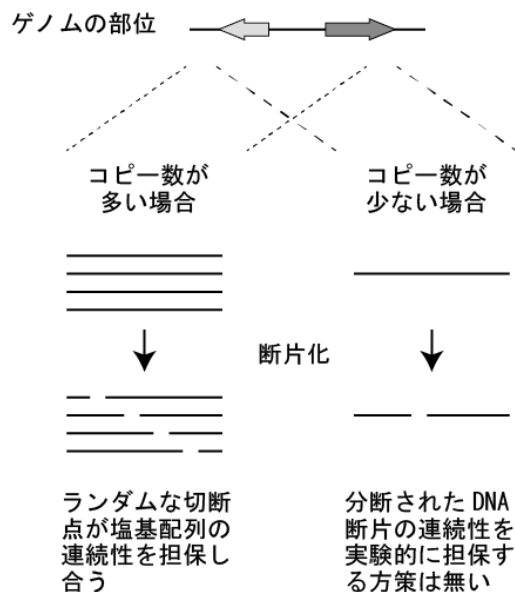 ゲノムの部位
コピー数が
多い場合
コピー数が
少ない場合
断片化
ランダムな切断
点が塩基配列の
連続性を担保し
合う
分断された DNA
断片の連続性を
実験的に担保す
る方策は無い